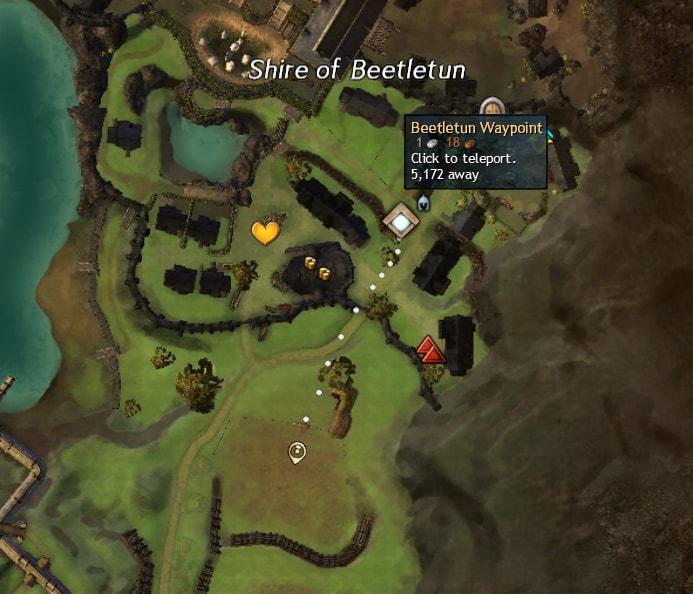 Shire of Beetletun
Beetletun Waypoint
1 18
Click to teleport.
5,172 away